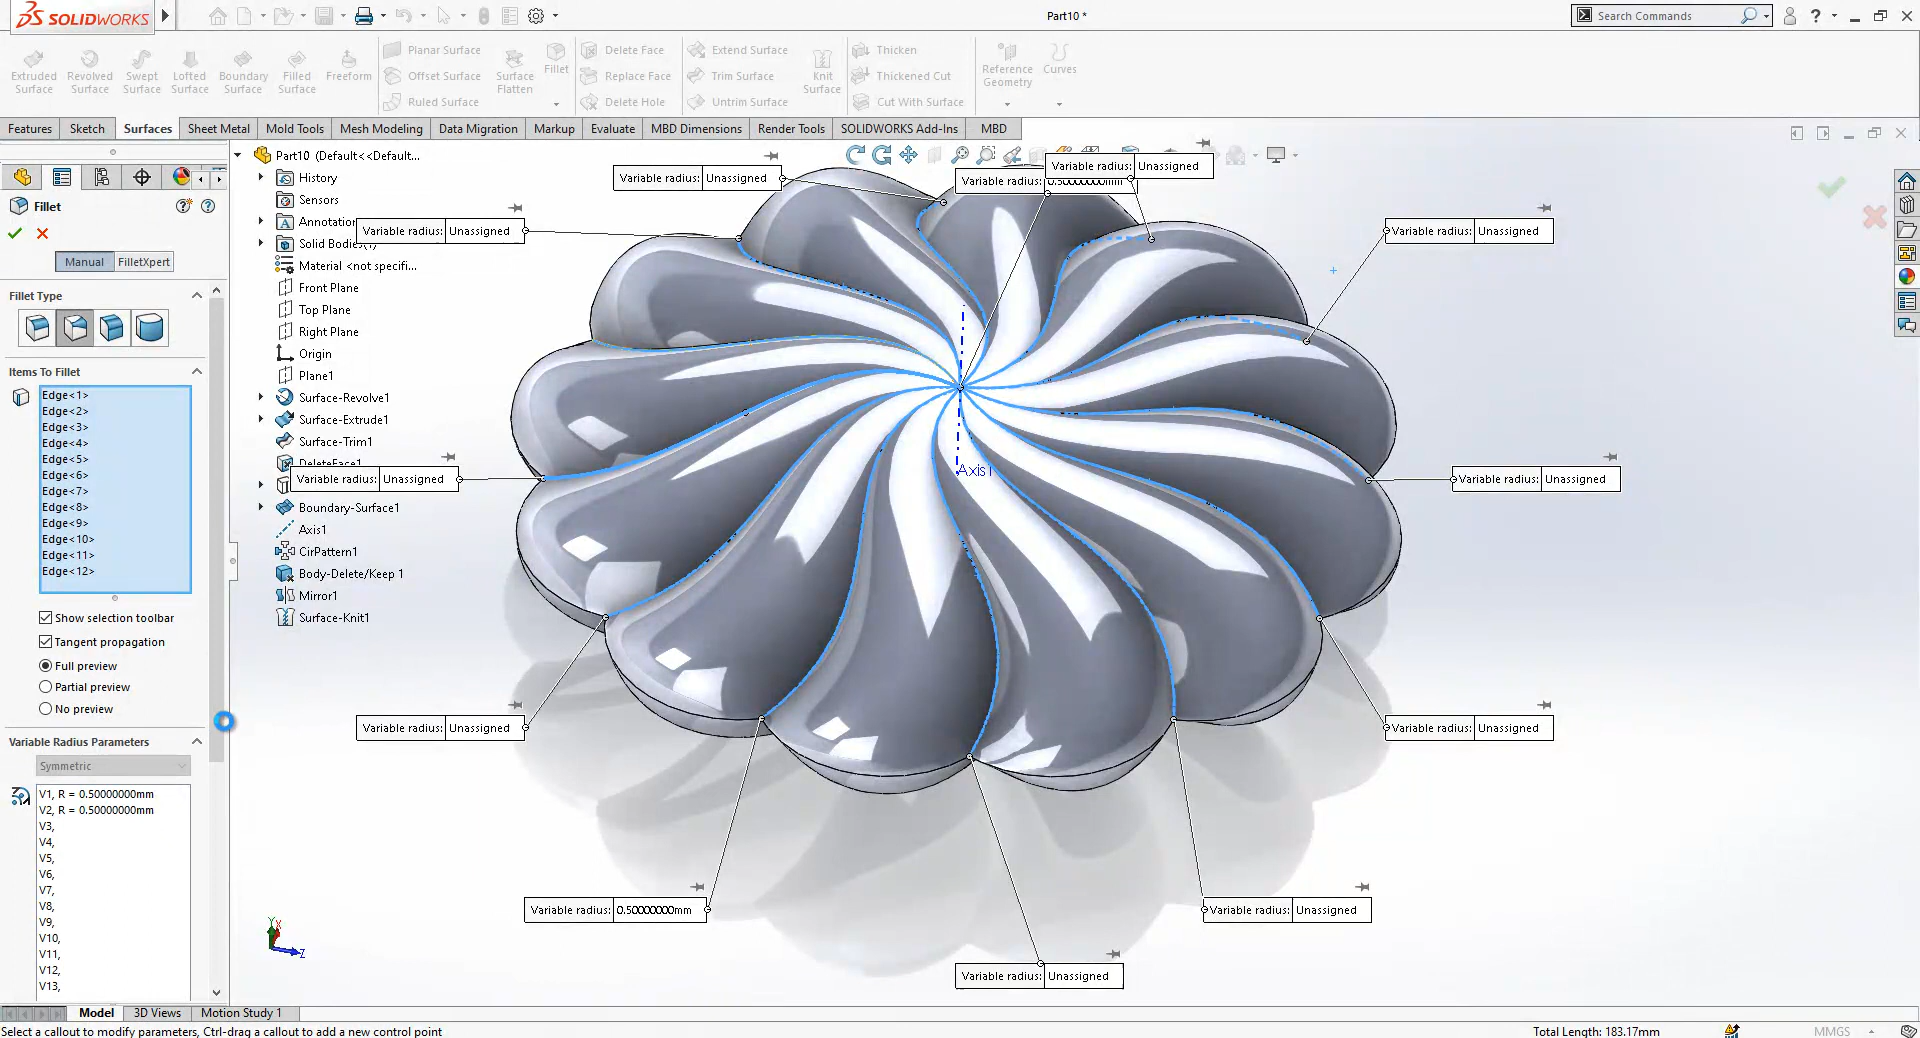 SOLIDWORKS
Part10 *
Search Commands
Extruded Surface
Revolved Surface
Swept Surface
Lofted Surface
Boundary Surface
Filled Surface
Freeform
Planar Surface
Offset Surface
Ruled Surface
Surface Flatten
Fillet
Delete Face
Replace Face
Delete Hole
Extend Surface
Trim Surface
Untrim Surface
Knit Surface
Thicken
Thickened Cut
Cut With Surface
Reference Geometry
Curves
Features
Sketch
Surfaces
Sheet Metal
Mold Tools
Mesh Modeling
Data Migration
Markup
Evaluate
MBD Dimensions
Render Tools
SOLIDWORKS Add-Ins
MBD
Fillet
Manual
FilletXpert
Fillet Type
Items To Fillet
Edge<1>
Edge<2>
Edge<3>
Edge<4>
Edge<5>
Edge<6>
Edge<7>
Edge<8>
Edge<9>
Edge<10>
Edge<11>
Edge<12>
Show selection toolbar
Tangent propagation
Full preview
Partial preview
No preview
Variable Radius Parameters
Symmetric
V1, R = 0.50000000mm
V2, R = 0.50000000mm
V3,
V4,
V5,
V6,
V7,
V8,
V9,
V10,
V11,
V12,
V13,
Part10 (Default<<Default...
History
Sensors
Annotation
Solid Bodies(1)
Material <not specifi...
Front Plane
Top Plane
Right Plane
Origin
Plane1
Surface-Revolve1
Surface-Extrude1
Surface-Trim1
DeleteFace1
Boundary-Surface1
Axis1
CirPattern1
Body-Delete/Keep 1
Mirror1
Surface-Knit1
Variable radius: Unassigned
Variable radius: 0.50000000mm
Variable radius: Unassigned
Variable radius: Unassigned
Variable radius: Unassigned
Axis1
Variable radius: Unassigned
Variable radius: Unassigned
Variable radius: Unassigned
Variable radius: Unassigned
Variable radius: 0.50000000mm
Variable radius: Unassigned
Variable radius: Unassigned
Y
X
Z
Model
3D Views
Motion Study 1
Select a callout to modify parameters, Ctrl-drag a callout to add a new control point
Total Length: 183.17mm
MMGS